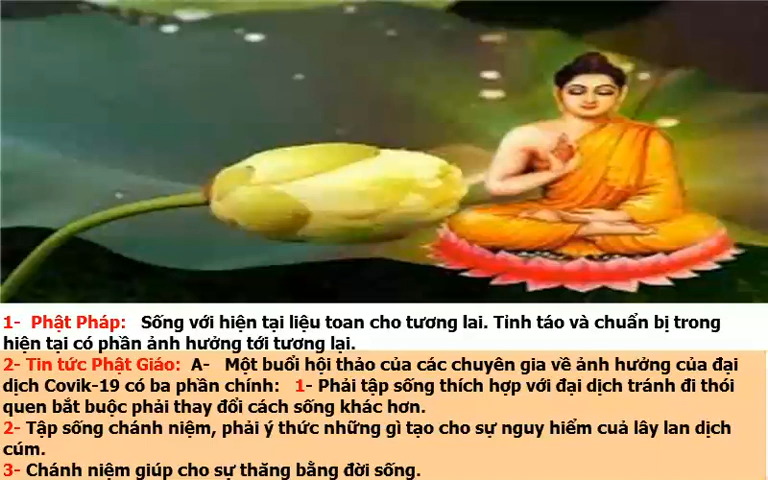 1- Phật Pháp: Sống với hiện tại liệu toan cho tương lai. Tỉnh táo và chuẩn bị trong
hiện tại có phần ảnh hưởng tới tương lại.
2- Tin tức Phật Giáo: A- Một buổi hội thảo của các chuyên gia về ảnh hưởng của đại
dịch Covik-19 có ba phần chính: 1- Phải tập sống thích hợp với đại dịch tránh đi thói
quen bắt buộc phải thay đổi cách sống khác hơn.
2- Tập sống chánh niệm, phải ý thức những gì tạo cho sự nguy hiểm cuả lây lan dịch
cúm.
3- Chánh niệm giúp cho sự thăng bằng đời sống.